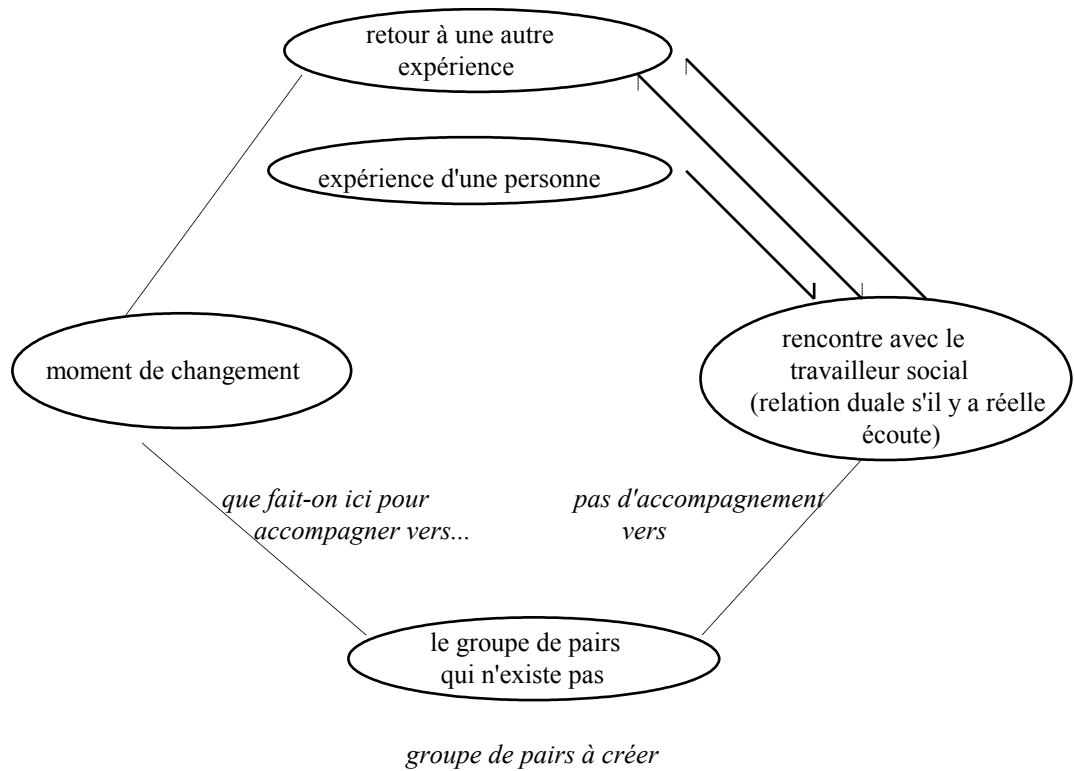 retour à une autre
expérience
expérience d'une personne
moment de changement
rencontre avec le
travailleur social
(relation duale s'il y a réelle
écoute)
que fait-on ici pour
accompagner vers...
pas d'accompagnement
vers
le groupe de pairs
qui n'existe pas
groupe de pairs à créer